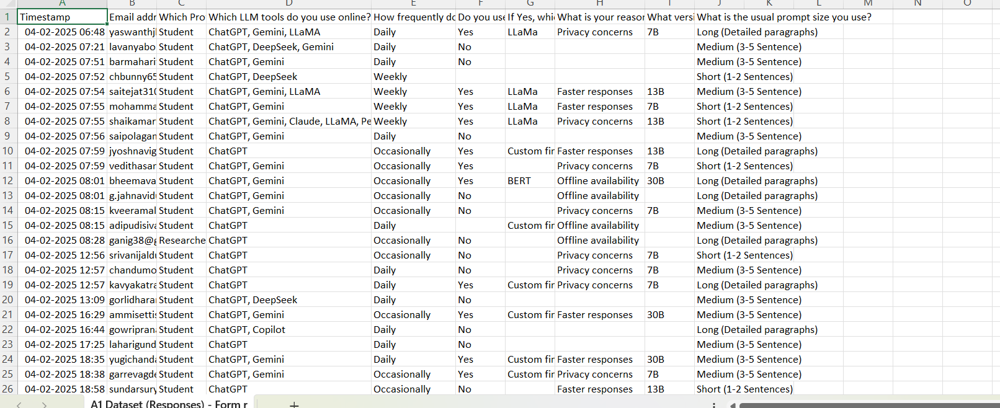 A B C D E F G H I J K L M N O
1 Timestamp Email addr Which Pro Which LLM tools do you use online? How frequently do Do you use If Yes, whi What is your reason What versi What is the usual prompt size you use?
2 04-02-2025 06:48 yaswanthj Student ChatGPT, Gemini, LLaMA Daily Yes LLaMa Privacy concerns 7B Long (Detailed paragraphs)
3 04-02-2025 07:21 lavanyabo Student ChatGPT, DeepSeek, Gemini Daily No Medium (3-5 Sentence)
4 04-02-2025 07:51 barmahari Student ChatGPT, Gemini Daily No Medium (3-5 Sentence)
5 04-02-2025 07:52 chbunny65 Student ChatGPT, DeepSeek Weekly Short (1-2 Sentences)
6 04-02-2025 07:54 saitejat310 Student ChatGPT, Gemini, LLaMA Weekly Yes LLaMa Faster responses 13B Medium (3-5 Sentence)
7 04-02-2025 07:55 mohamma Student ChatGPT, Gemini Weekly Yes LLaMa Faster responses 7B Short (1-2 Sentences)
8 04-02-2025 07:55 shaikamar Student ChatGPT, Gemini, Claude, LLaMA, Pe Weekly Yes LLaMa Privacy concerns 13B Short (1-2 Sentences)
9 04-02-2025 07:56 saipolagan Student ChatGPT, Gemini Daily No Medium (3-5 Sentence)
10 04-02-2025 07:59 jyoshnavig Student ChatGPT Occasionally Yes Custom fin Faster responses 13B Long (Detailed paragraphs)
11 04-02-2025 07:59 vedithasar Student ChatGPT, Gemini Occasionally Yes Privacy concerns 7B Short (1-2 Sentences)
12 04-02-2025 08:01 bheemava Student ChatGPT, Gemini Occasionally Yes BERT Offline availability 30B Long (Detailed paragraphs)
13 04-02-2025 08:01 g.jahnavid Student ChatGPT, Gemini Occasionally No Offline availability Long (Detailed paragraphs)
14 04-02-2025 08:15 kveeramal Student ChatGPT, Gemini Occasionally No Privacy concerns 7B Medium (3-5 Sentence)
15 04-02-2025 08:15 adipudisiva Student ChatGPT Daily Custom fin Offline availability Medium (3-5 Sentence)
16 04-02-2025 08:28 ganig38@g Researche ChatGPT Occasionally No Offline availability Long (Detailed paragraphs)
17 04-02-2025 12:56 srivanijald Student ChatGPT Occasionally No Privacy concerns 7B Short (1-2 Sentences)
18 04-02-2025 12:57 chandumo Student ChatGPT Daily No Privacy concerns 7B Medium (3-5 Sentence)
19 04-02-2025 12:57 kavyakatra Student ChatGPT Daily Yes Custom fin Privacy concerns 7B Long (Detailed paragraphs)
20 04-02-2025 13:09 gorlidhara Student ChatGPT, DeepSeek Daily No Medium (3-5 Sentence)
21 04-02-2025 16:29 ammisetti Student ChatGPT, Gemini Occasionally Yes Custom fin Faster responses 30B Medium (3-5 Sentence)
22 04-02-2025 16:44 gowripran Student ChatGPT, Copilot Daily No Long (Detailed paragraphs)
23 04-02-2025 17:25 laharigund Student ChatGPT Daily No Medium (3-5 Sentence)
24 04-02-2025 18:35 yugichand Student ChatGPT, Gemini Daily Yes Custom fin Faster responses 30B Medium (3-5 Sentence)
25 04-02-2025 18:38 garrevagde Student ChatGPT, Gemini Occasionally Yes Custom fin Privacy concerns 7B Medium (3-5 Sentence)
26 04-02-2025 18:58 sundarsury Student ChatGPT Occasionally No Faster responses 13B Short (1-2 Sentences)
A1 Dataset (Responses) - Form r